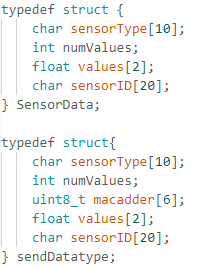 typedef struct {
char sensorType[10];
int numValues;
float values[2];
char sensorID[20];
} SensorData;
typedef struct{
char sensorType[10];
int numValues;
uint8_t macadder[6];
float values[2];
char sensorID[20];
} sendDatatype;